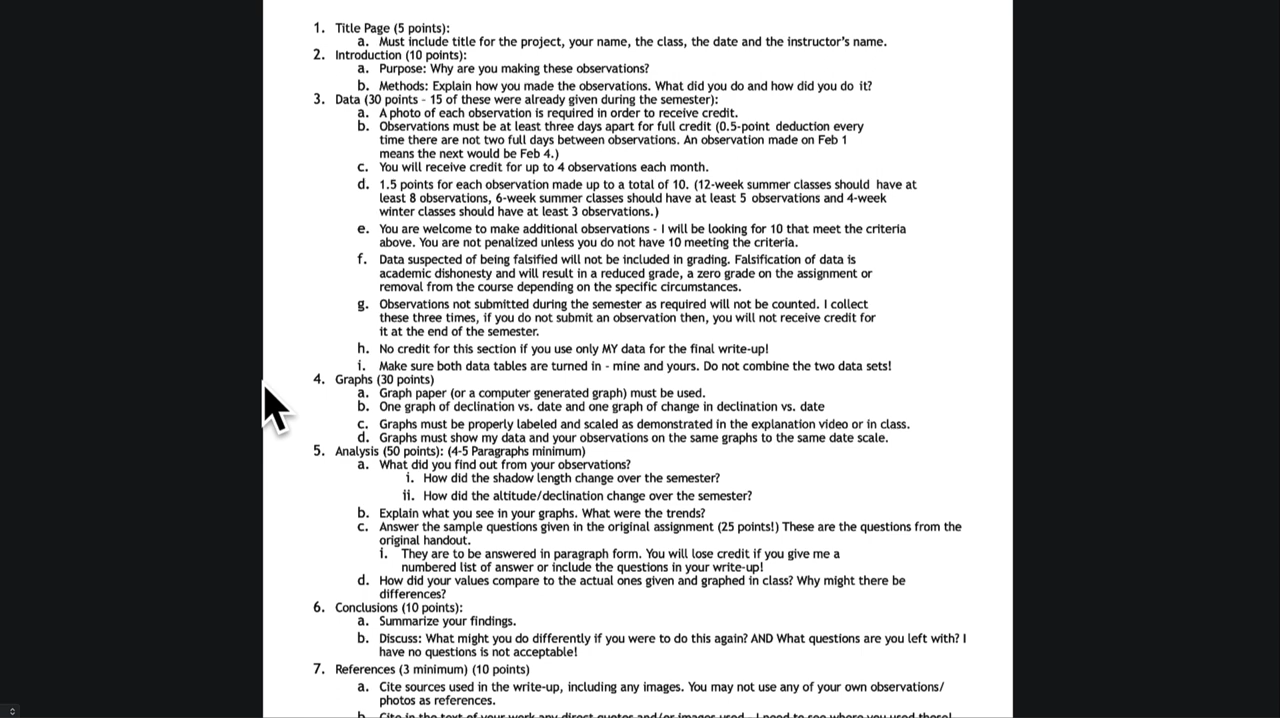 1. Title Page (5 points):
a. Must include title for the project, your name, the class, the date and the instructor's name.
2. Introduction (10 points):
a. Purpose: Why are you making these observations?
b. Methods: Explain how you made the observations. What did you do and how did you do it?
3. Data (30 points - 15 of these were already given during the semester):
a. A photo of each observation is required in order to receive credit.
b. Observations must be at least three days apart for full credit (0.5-point deduction every
time there are not two full days between observations. An observation made on Feb 1
means the next would be Feb 4.)
c. You will receive credit for up to 4 observations each month.
d. 1.5 points for each observation made up to a total of 10. (12-week summer classes should have at
least 8 observations, 6-week summer classes should have at least 5 observations and 4-week
winter classes should have at least 3 observations.)
e. You are welcome to make additional observations - I will be looking for 10 that meet the criteria
above. You are not penalized unless you do not have 10 meeting the criteria.
f. Data suspected of being falsified will not be included in grading. Falsification of data is
academic dishonesty and will result in a reduced grade, a zero grade on the assignment or
removal from the course depending on the specific circumstances.
g. Observations not submitted during the semester as required will not be counted. I collect
these three times, if you do not submit an observation then, you will not receive credit for
it at the end of the semester.
h. No credit for this section if you use only MY data for the final write-up!
i. Make sure both data tables are turned in - mine and yours. Do not combine the two data sets!
4. Graphs (30 points)
a. Graph paper (or a computer generated graph) must be used.
b. One graph of declination vs. date and one graph of change in declination vs. date
c. Graphs must be properly labeled and scaled as demonstrated in the explanation video or in class.
d. Graphs must show my data and your observations on the same graphs to the same date scale.
5. Analysis (50 points): (4-5 Paragraphs minimum)
a. What did you find out from your observations?
i. How did the shadow length change over the semester?
ii. How did the altitude/declination change over the semester?
b. Explain what you see in your graphs. What were the trends?
c. Answer the sample questions given in the original assignment (25 points!) These are the questions from the
original handout.
i. They are to be answered in paragraph form. You will lose credit if you give me a
numbered list of answer or include the questions in your write-up!
d. How did your values compare to the actual ones given and graphed in class? Why might there be
differences?
6. Conclusions (10 points):
a. Summarize your findings.
b. Discuss: What might you do differently if you were to do this again? AND What questions are you left with? I
have no questions is not acceptable!
7. References (3 minimum) (10 points)
a. Cite sources used in the write-up, including any images. You may not use any of your own observations/
photos as references.
b. Cite in the text of your work any direct quotes and/or images used - I need to see where you used these!